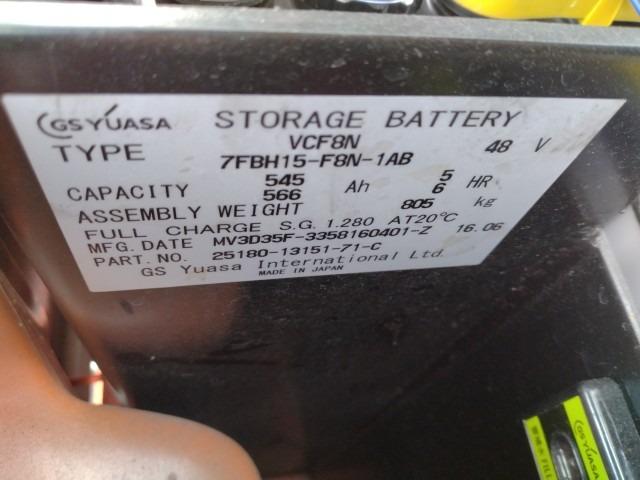 GS YUASA STORAGE BATTERY
TYPE VCF8N 48 V
7FBH15-F8N-1AB
CAPACITY 545 Ah 5 HR
566 6
ASSEMBLY WEIGHT 805 kg
FULL CHARGE S.G. 1.280 AT20℃
MFG. DATE MV3D35F-3358160401-Z 16.06
PART.NO. 25180-13151-71-C
GS Yuasa International Ltd.
MADE IN JAPAN
GS YUASA